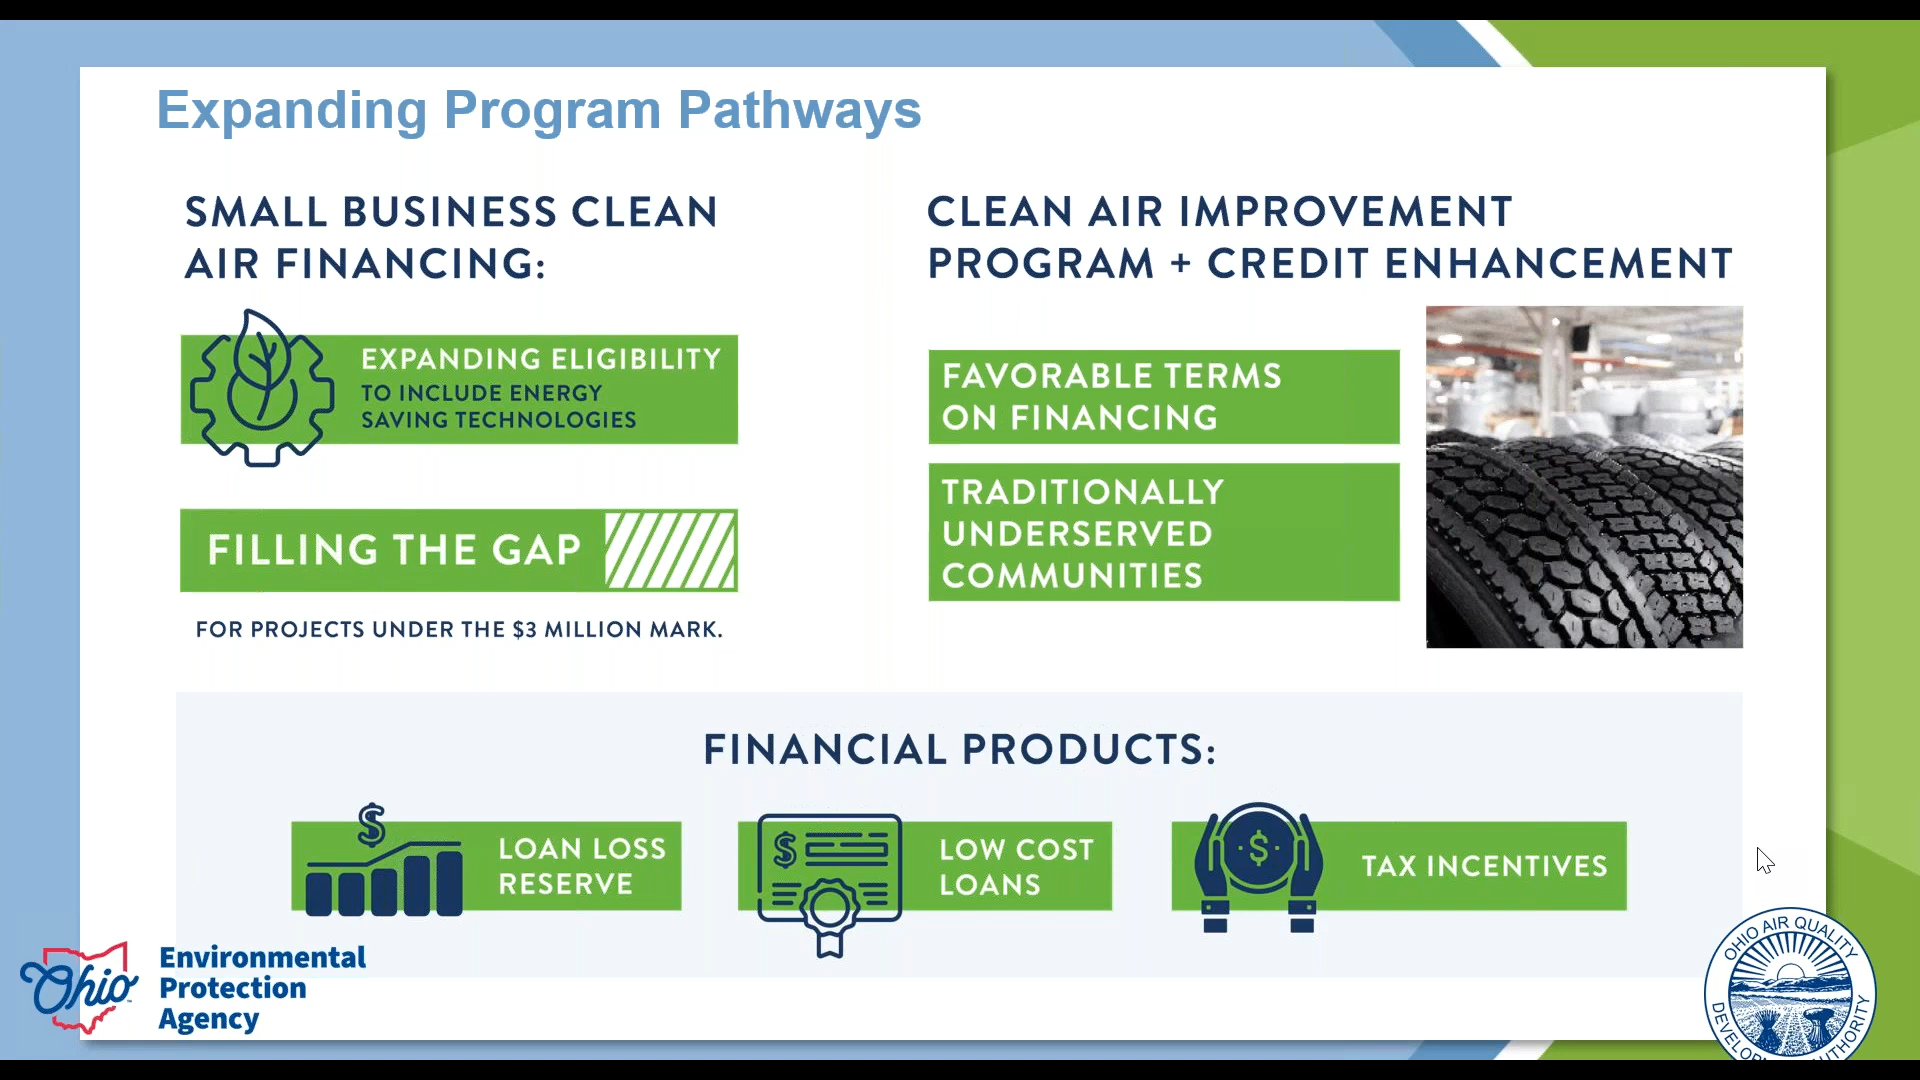 Expanding Program Pathways
SMALL BUSINESS CLEAN
AIR FINANCING:
EXPANDING ELIGIBILITY
TO INCLUDE ENERGY
SAVING TECHNOLOGIES
FILLING THE GAP
FOR PROJECTS UNDER THE $3 MILLION MARK.
CLEAN AIR IMPROVEMENT
PROGRAM + CREDIT ENHANCEMENT
FAVORABLE TERMS
ON FINANCING
TRADITIONALLY
UNDERSERVED
COMMUNITIES
FINANCIAL PRODUCTS:
$
LOAN LOSS
RESERVE
$
LOW COST
LOANS
$
TAX INCENTIVES
Ohio
Environmental
Protection
Agency
OHIO AIR QUALITY